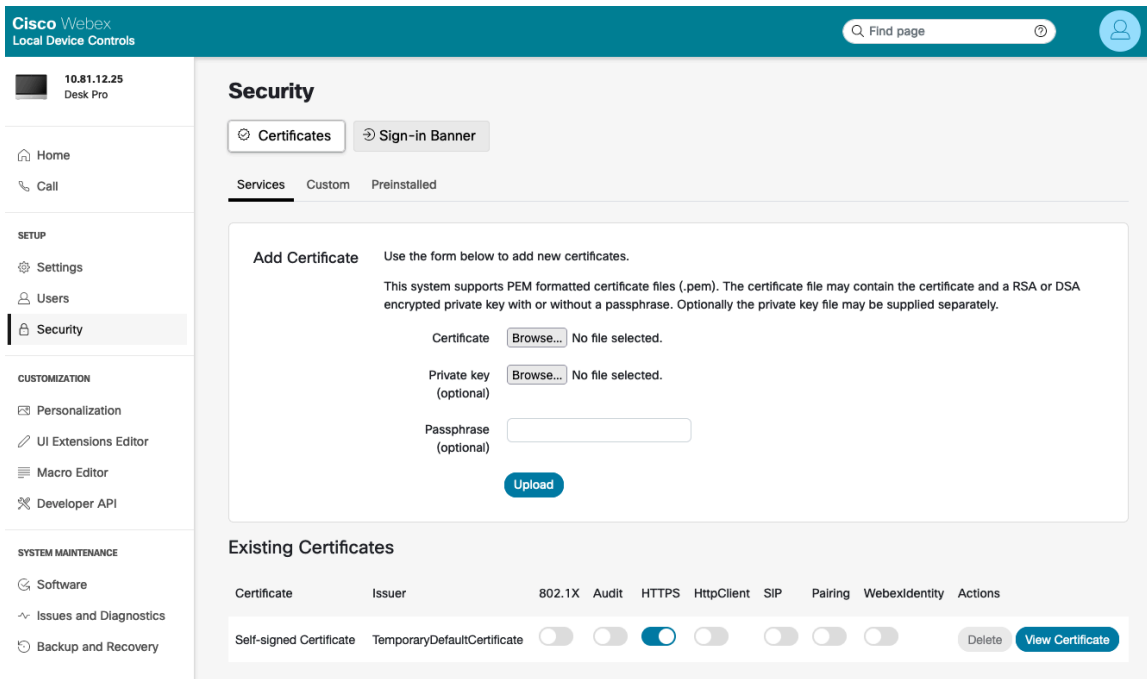 Cisco Webex
Local Device Controls
Find page
10.81.12.25
Desk Pro
Home
Call
SETUP
Settings
Users
Security
CUSTOMIZATION
Personalization
UI Extensions Editor
Macro Editor
Developer API
SYSTEM MAINTENANCE
Software
Issues and Diagnostics
Backup and Recovery
Security
Certificates
Sign-in Banner
Services Custom Preinstalled
Add Certificate
Use the form below to add new certificates.
This system supports PEM formatted certificate files (.pem). The certificate file may contain the certificate and a RSA or DSA
encrypted private key with or without a passphrase. Optionally the private key file may be supplied separately.
Certificate Browse... No file selected.
Private key
(optional)
Browse... No file selected.
Passphrase
(optional)
Upload
Existing Certificates
Certificate Issuer 802.1X Audit HTTPS HttpClient SIP Pairing WebexIdentity Actions
Self-signed Certificate TemporaryDefaultCertificate Delete View Certificate